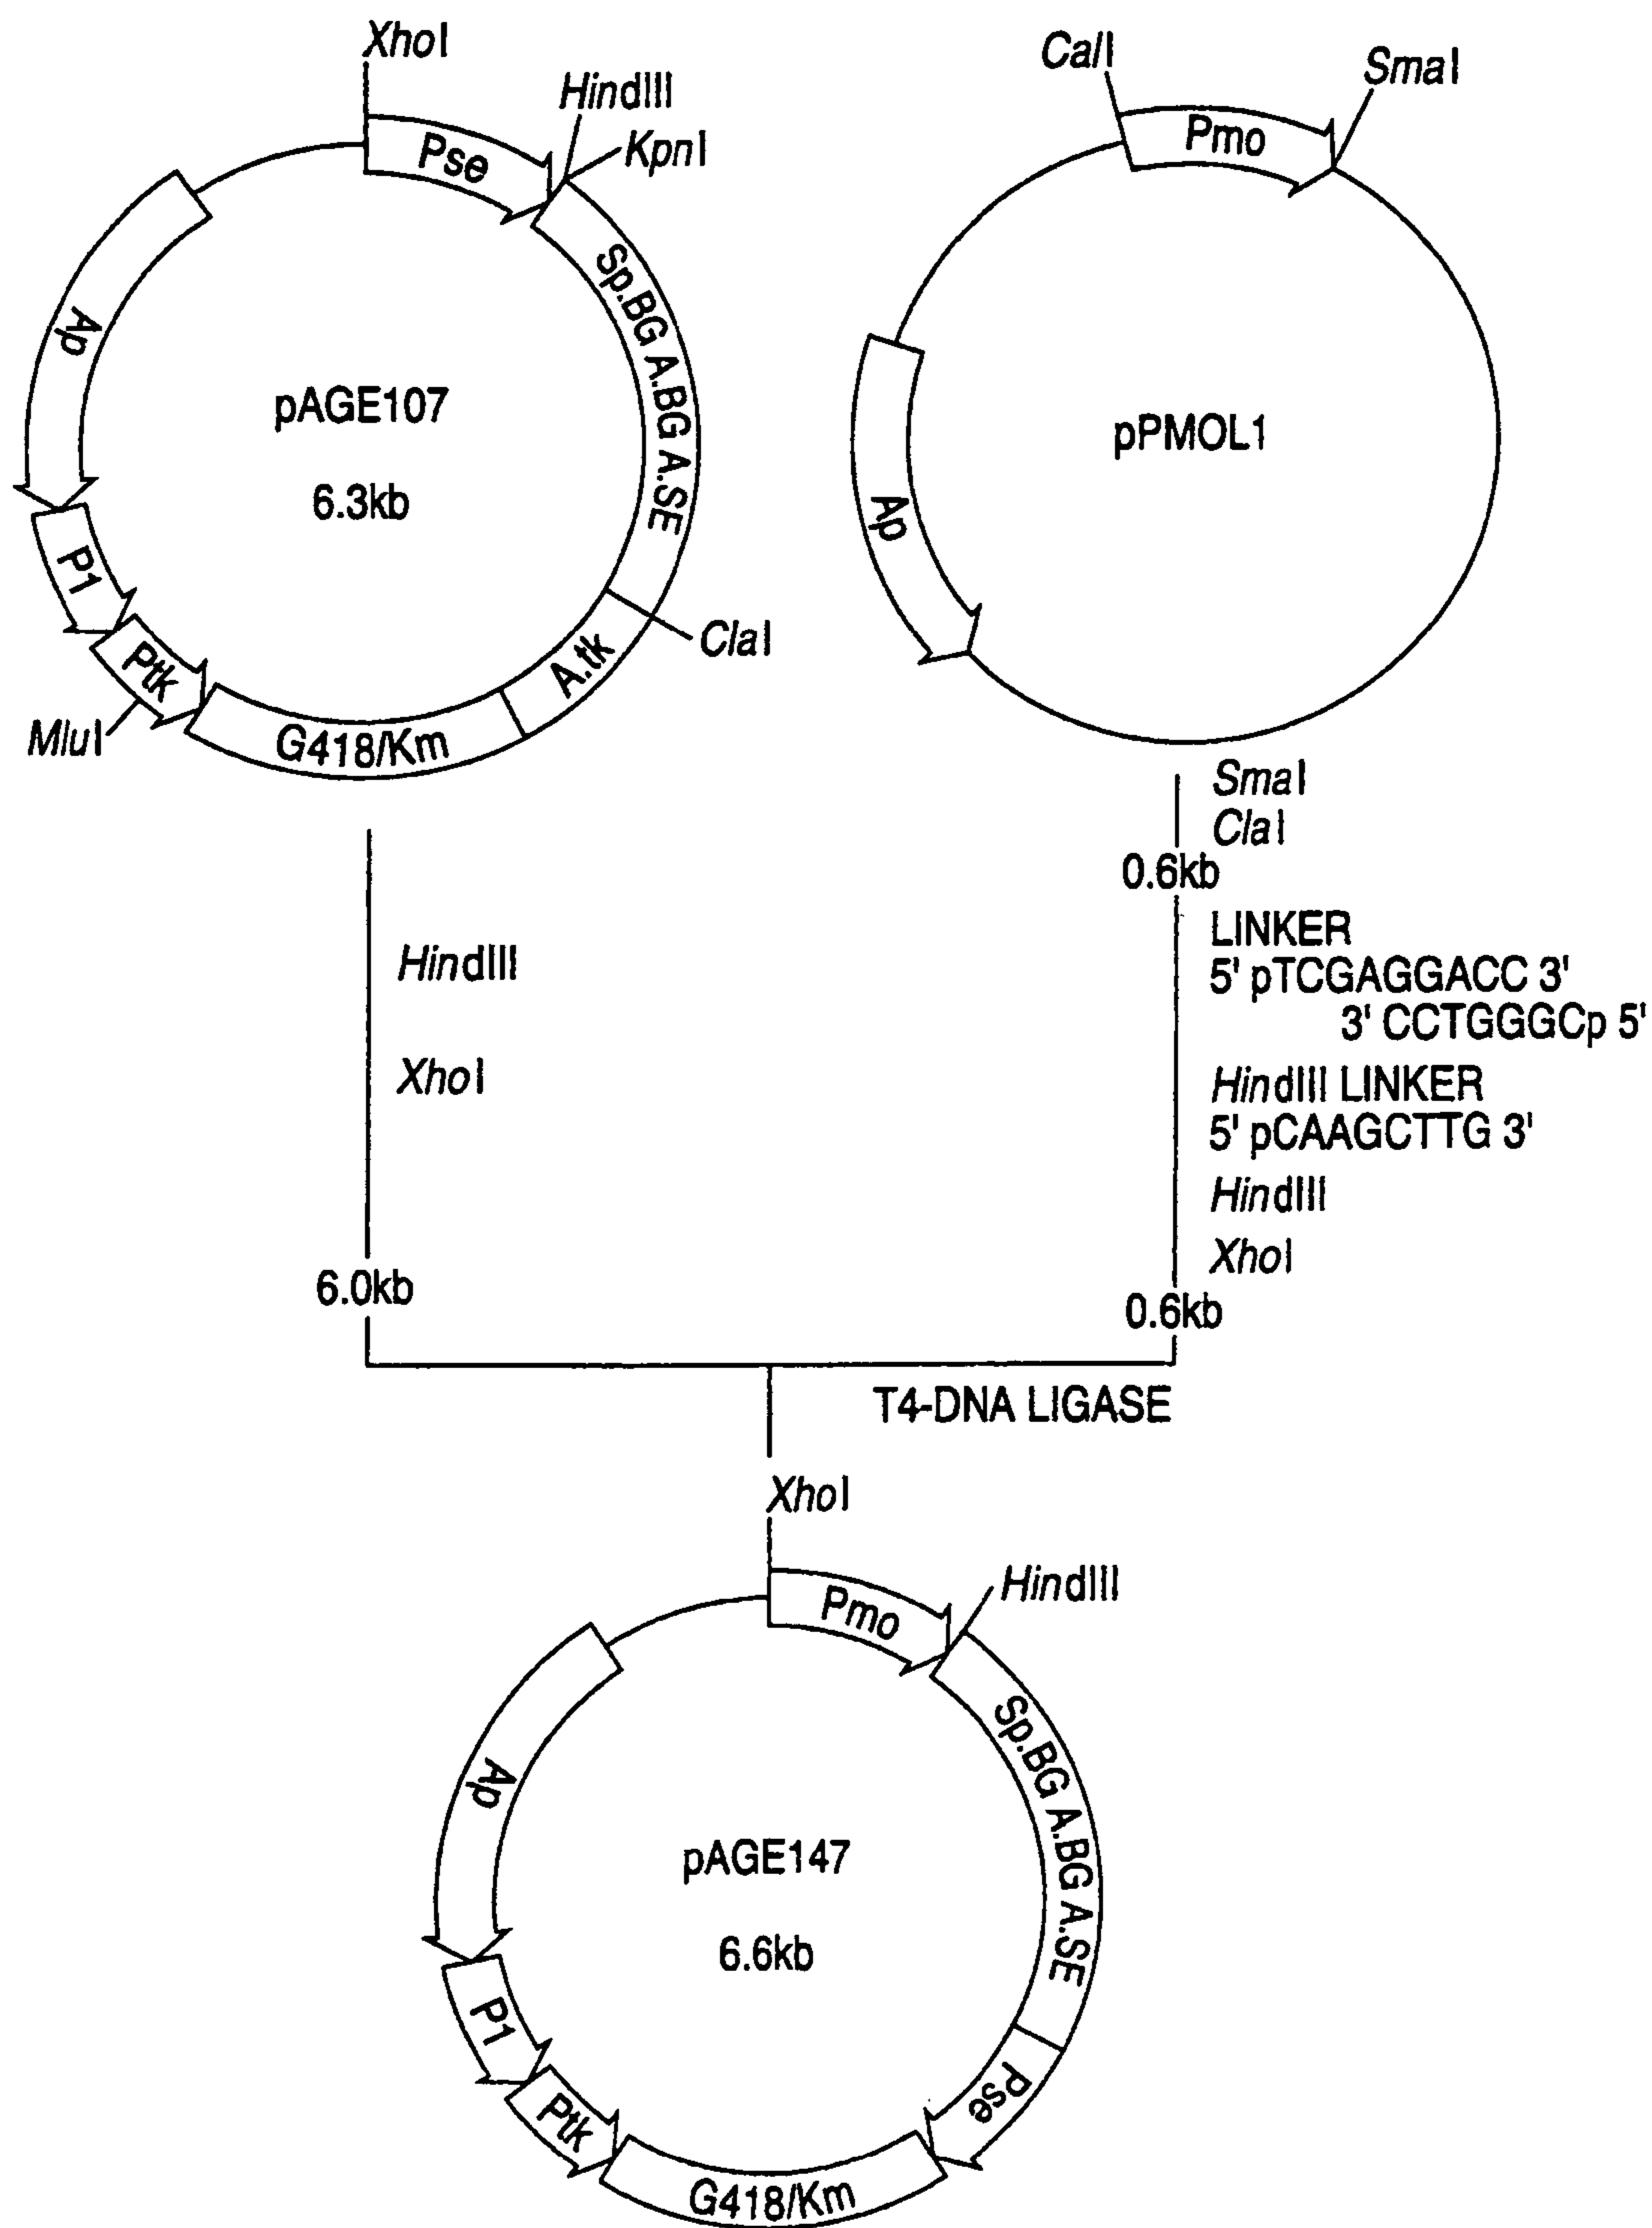 XhoI
HindIII
KpnI
Pse
Sp.BG A.BG A.SE
Ap
pAGE107
6.3kb
P1
Ptk
ClaI
A.tk
MluI
G418/Km
CalI
SmaI
Pmo
pPMOL1
Ap
SmaI
ClaI
0.6kb
LINKER
5' pTCGAGGACC 3'
3' CCTGGGCp 5'
HindIII LINKER
5' pCAAGCTTG 3'
HindIII
XhoI
0.6kb
HindIII
XhoI
6.0kb
T4-DNA LIGASE
XhoI
HindIII
Pmo
Sp.BG A.BG A.SE
Ap
pAGE147
6.6kb
P1
Ptk
Pse
G418/Km